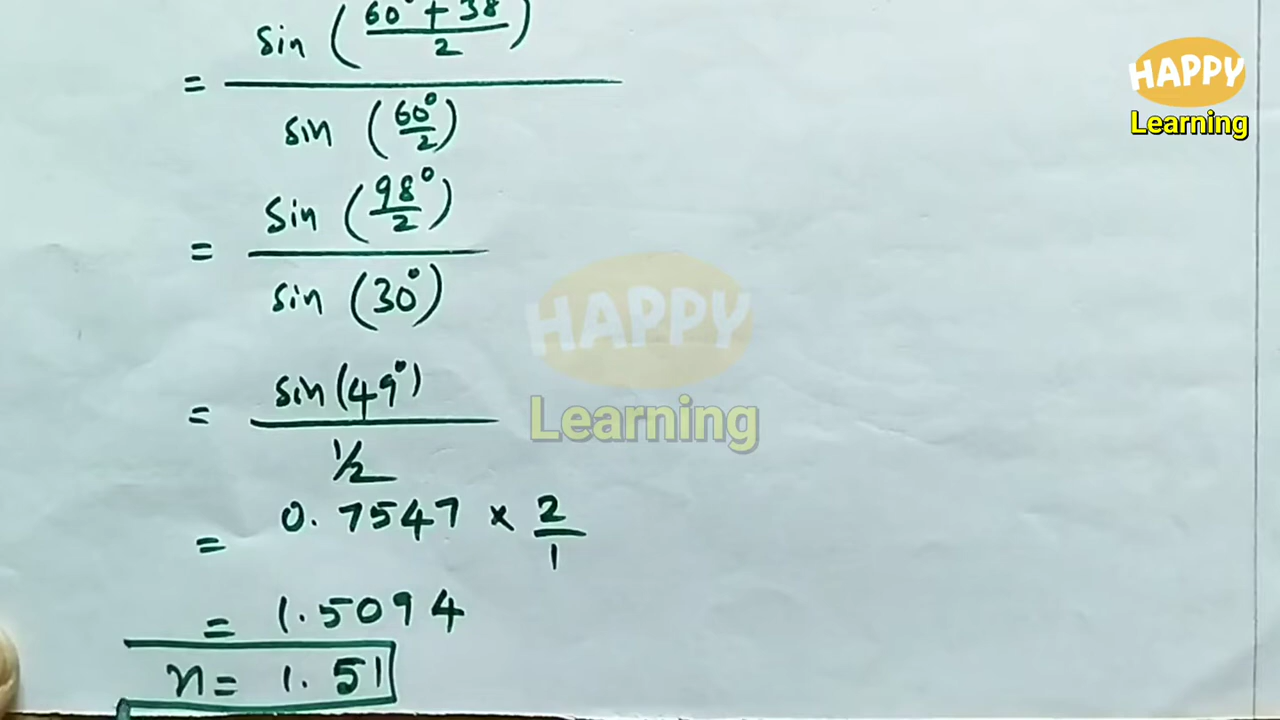 sin (60° + 38 / 2)
= ———
sin (60° / 2)
sin (98° / 2)
= ———
sin (30°)
sin (49°)
= ———
1/2
= 0.7547 × 2/1
= 1.5094
n = 1.51
HAPPY
Learning
HAPPY
Learning